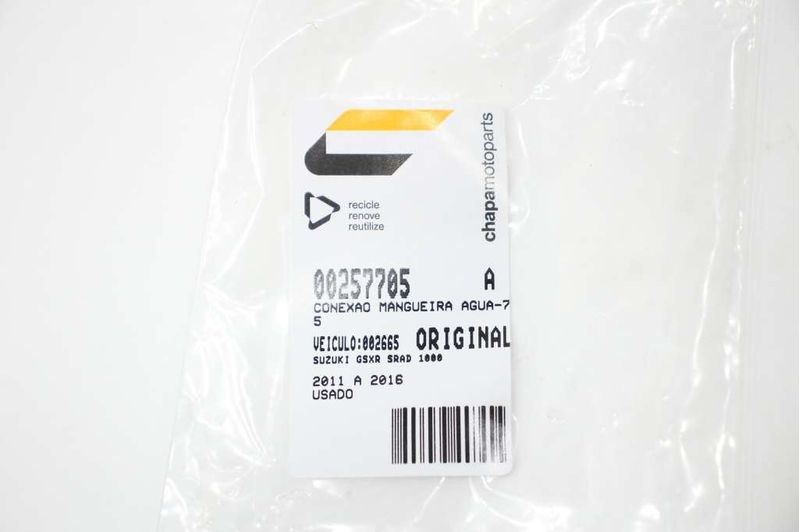 chapamotoparts
recicle
renove
reutilize
00257705 A
CONEXAO MANGUEIRA AGUA-7
5
VEICULO:002665 ORIGINAL
SUZUKI GSXR SRAD 1000
2011 A 2016
USADO